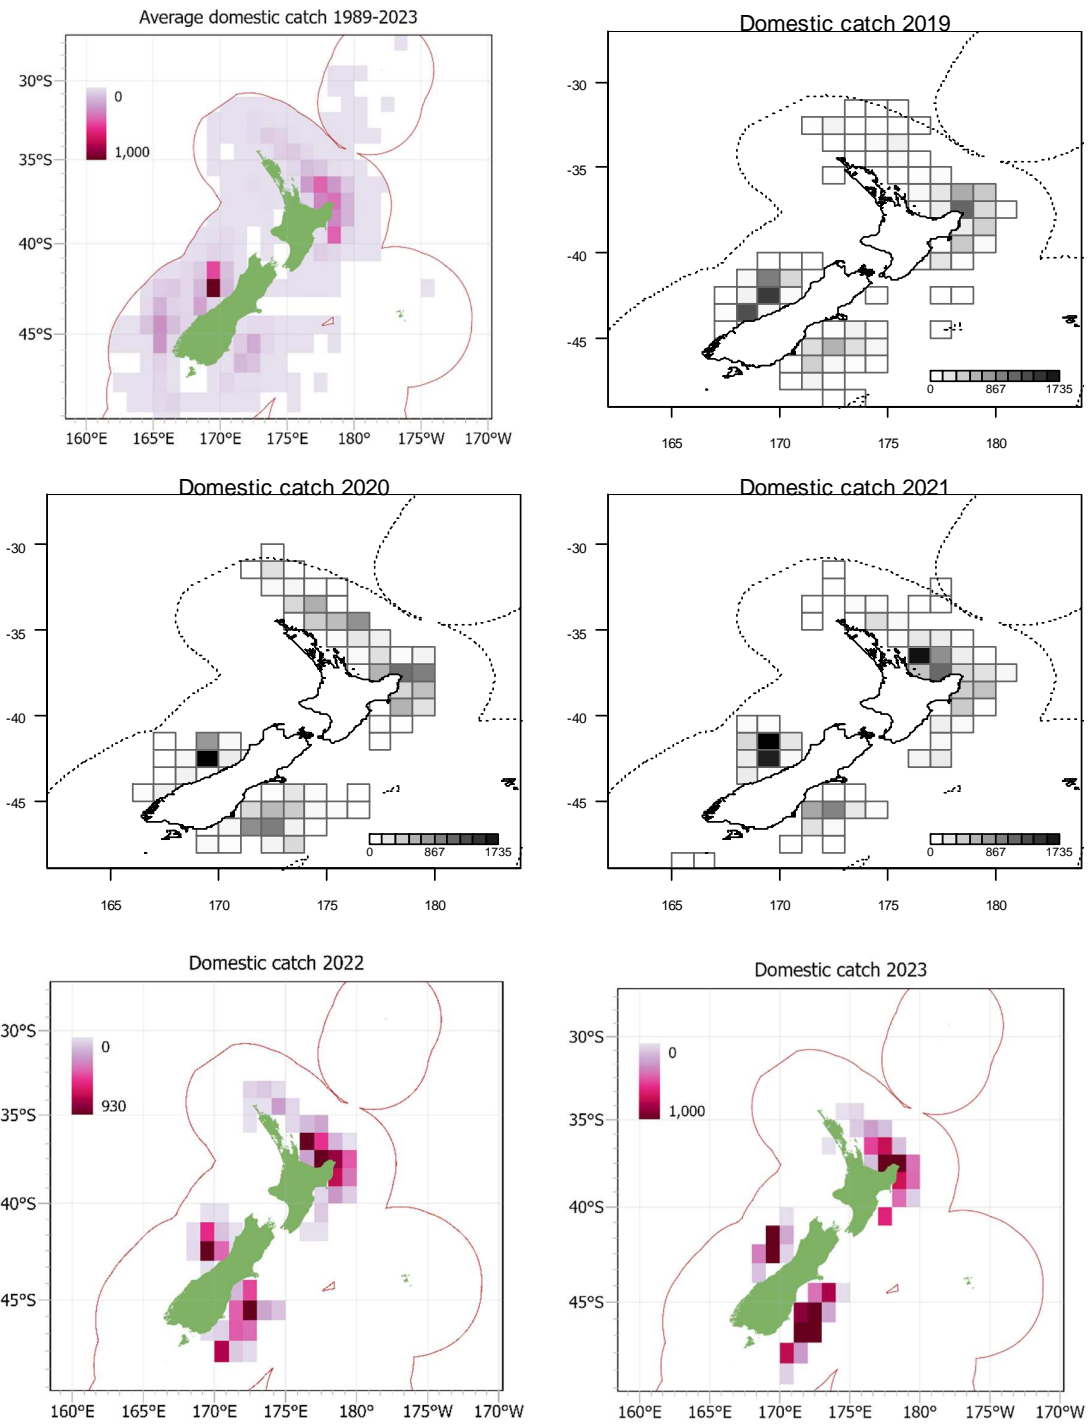 Average domestic catch 1989-2023
30°S
35°S
40°S
45°S
0
1,000
160°E 165°E 170°E 175°E 180° 175°W 170°W
Domestic catch 2019
-30
-35
-40
-45
0 867 1735
165 170 175 180
Domestic catch 2020
-30
-35
-40
-45
0 867 1735
165 170 175 180
Domestic catch 2021
-30
-35
-40
-45
0 867 1735
165 170 175 180
Domestic catch 2022
30°S
35°S
40°S
45°S
0
930
160°E 165°E 170°E 175°E 180° 175°W 170°W
Domestic catch 2023
30°S
35°S
40°S
45°S
0
1,000
160°E 165°E 170°E 175°E 180° 175°W 170°W